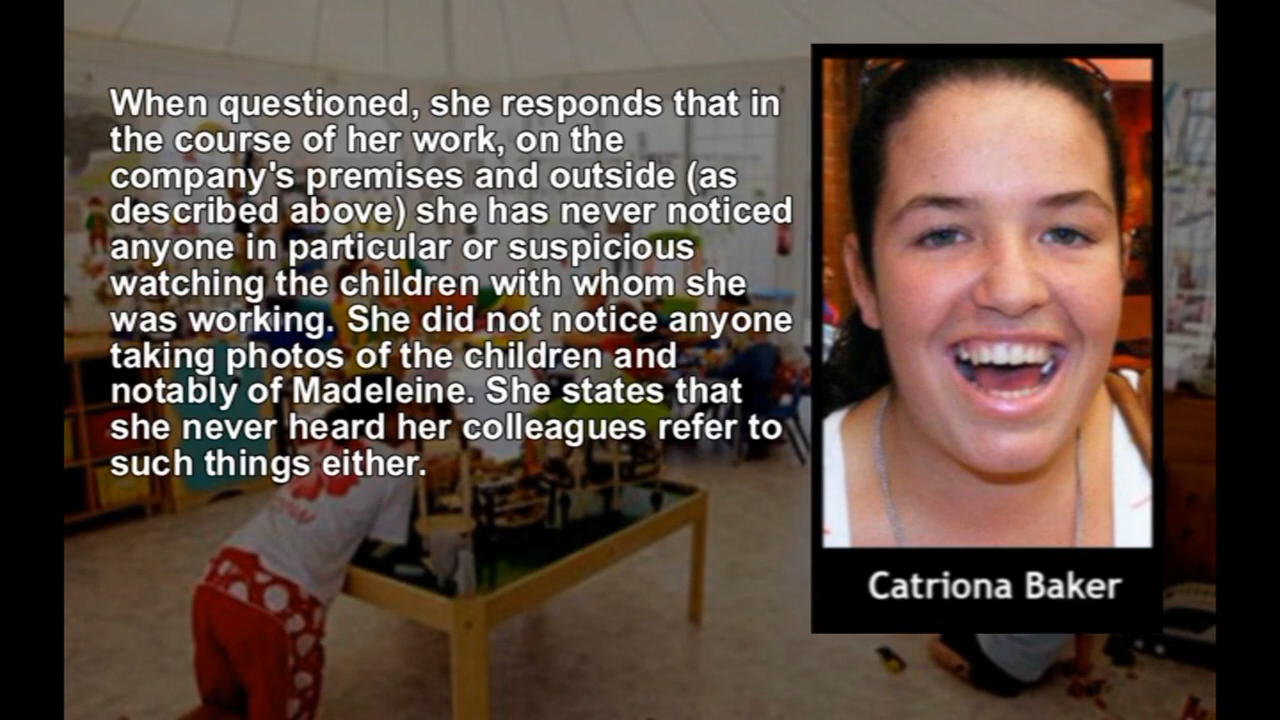 When questioned, she responds that in
the course of her work, on the
company's premises and outside (as
described above) she has never noticed
anyone in particular or suspicious
watching the children with whom she
was working. She did not notice anyone
taking photos of the children and
notably of Madeleine. She states that
she never heard her colleagues refer to
such things either.
Catriona Baker